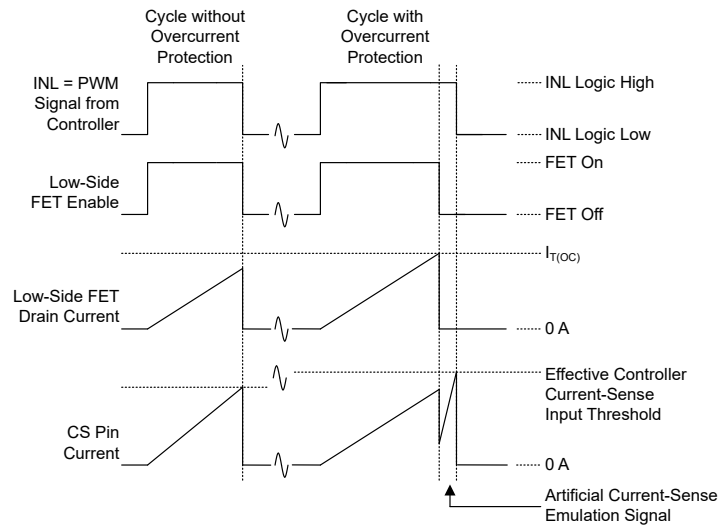 Cycle without
Overcurrent
Protection
Cycle with
Overcurrent
Protection
INL = PWM
Signal from
Controller
INL Logic High
INL Logic Low
Low-Side
FET Enable
FET On
FET Off
Low-Side FET
Drain Current
I_T(OC)
0 A
CS Pin
Current
Effective Controller
Current-Sense
Input Threshold
0 A
Artificial Current-Sense
Emulation Signal